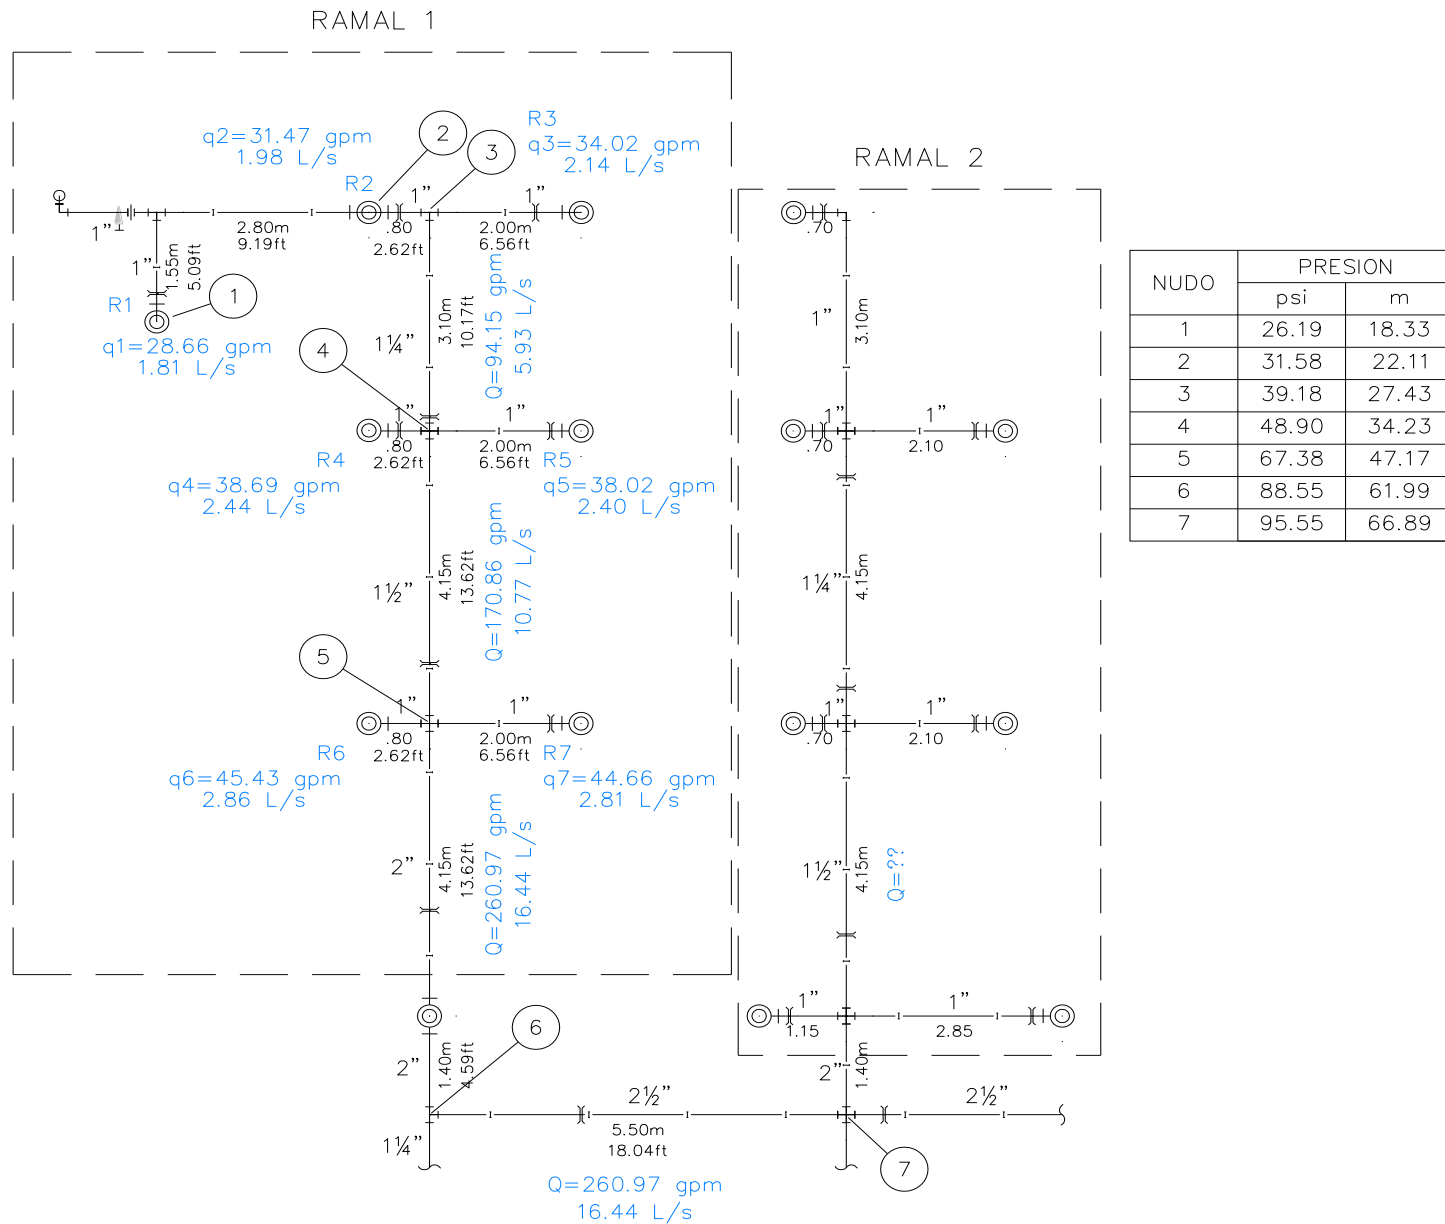 RAMAL 1
q2=31.47 gpm
1.98 L/s
2
3
R3
q3=34.02 gpm
2.14 L/s
R2
1"
1"
1"
2.80m
9.19ft
.80
2.62ft
2.00m
6.56ft
1"
1.55m
5.09ft
R1
1
q1=28.66 gpm
1.81 L/s
4
1¼"
3.10m
10.17ft
Q=94.15 gpm
5.93 L/s
1"
1"
.80
2.62ft
2.00m
6.56ft
R4
q4=38.69 gpm
2.44 L/s
R5
q5=38.02 gpm
2.40 L/s
1½"
4.15m
13.62ft
Q=170.86 gpm
10.77 L/s
5
1"
1"
.80
2.62ft
2.00m
6.56ft
R6
q6=45.43 gpm
2.86 L/s
R7
q7=44.66 gpm
2.81 L/s
2"
4.15m
13.62ft
Q=260.97 gpm
16.44 L/s
6
2"
1.40m
4.59ft
1¼"
2½"
5.50m
18.04ft
Q=260.97 gpm
16.44 L/s
7
2½"
RAMAL 2
.70
1"
3.10m
1"
1"
.70
2.10
1¼"
4.15m
1"
1"
.70
2.10
1½"
4.15m
Q=??
1"
1"
1.15
2.85
2"
1.40m
NUDO PRESION
psi m
1 26.19 18.33
2 31.58 22.11
3 39.18 27.43
4 48.90 34.23
5 67.38 47.17
6 88.55 61.99
7 95.55 66.89